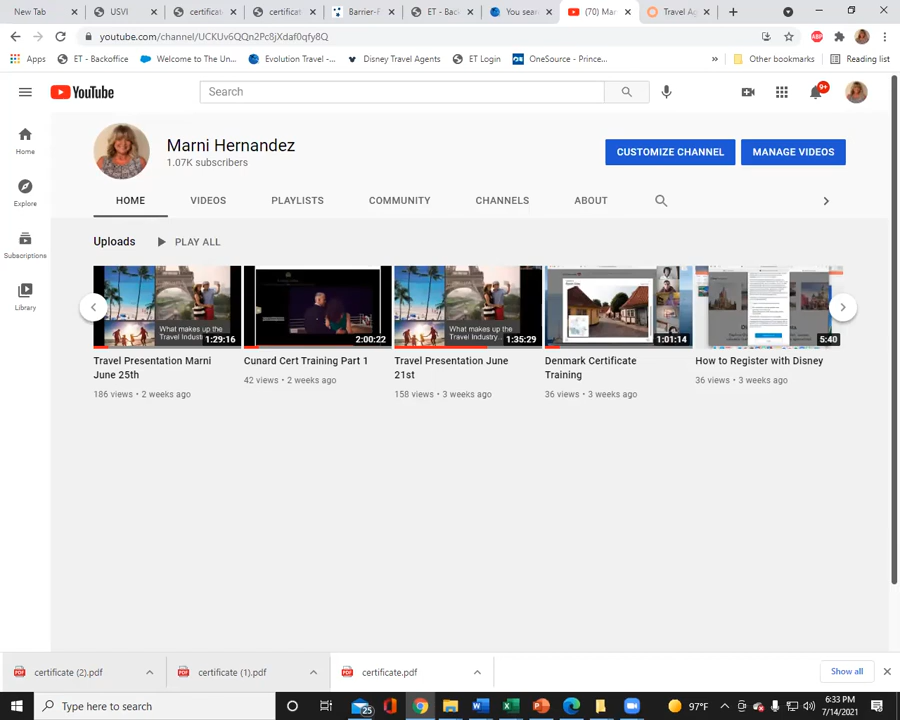 New Tab
USVI
certificate
certificate
Barrier-F
ET - Back
You sear
(70) Mar
Travel Ag
youtube.com/channel/UCKUv6QQn2Pc8jXdaf0qfy8Q
ABP
Apps
ET - Backoffice
Welcome to The Un...
Evolution Travel -...
Disney Travel Agents
ET Login
OneSource - Prince...
»
Other bookmarks
Reading list
YouTube
Search
9+
Home
Explore
Subscriptions
Library
Marni Hernandez
1.07K subscribers
CUSTOMIZE CHANNEL
MANAGE VIDEOS
HOME
VIDEOS
PLAYLISTS
COMMUNITY
CHANNELS
ABOUT
Uploads
PLAY ALL
What makes up the
Travel Indust
1:29:16
2:00:22
What makes up the
Travel Industry
1:35:29
1:01:14
5:40
Travel Presentation Marni
June 25th
186 views • 2 weeks ago
Cunard Cert Training Part 1
42 views • 2 weeks ago
Travel Presentation June
21st
158 views • 3 weeks ago
Denmark Certificate
Training
36 views • 3 weeks ago
How to Register with Disney
36 views • 3 weeks ago
certificate (2).pdf
certificate (1).pdf
certificate.pdf
Show all
Type here to search
25
97°F
6:33 PM
7/14/2021